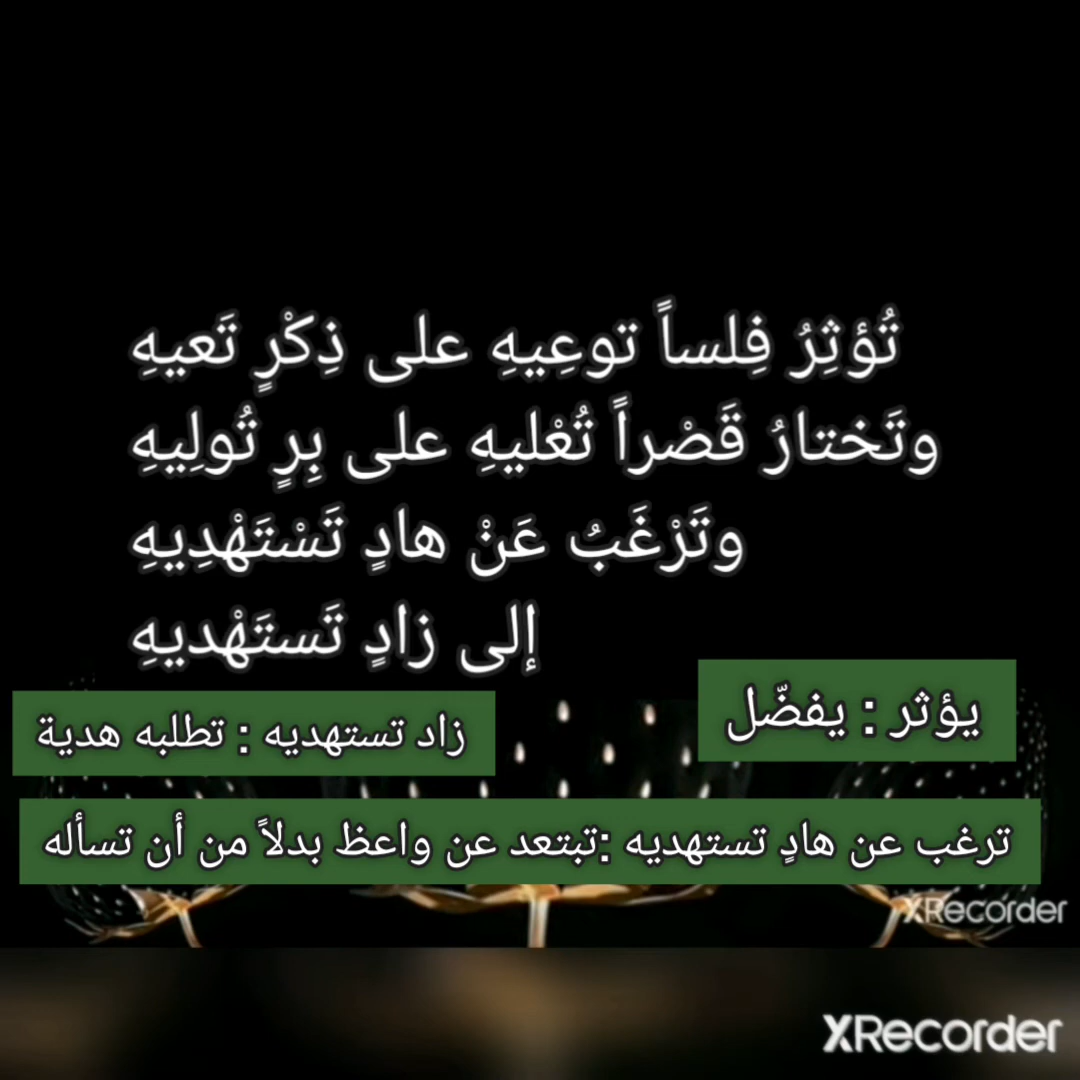 تُؤثِرُ فِلساً توعِيهِ على ذِكْرٍ تَعيهِ
وتَختارُ قَصْراً تُعْليهِ على بِرٍ تُولِيهِ
وتَرْغَبُ عَنْ هادٍ تَسْتَهْدِيهِ
إلى زادٍ تَستَهْديهِ
يؤثر : يفضّل
زاد تستهديه : تطلبه هدية
ترغب عن هادٍ تستهديه :تبتعد عن واعظ بدلاً من أن تسأله
XRecorder
XRecorder